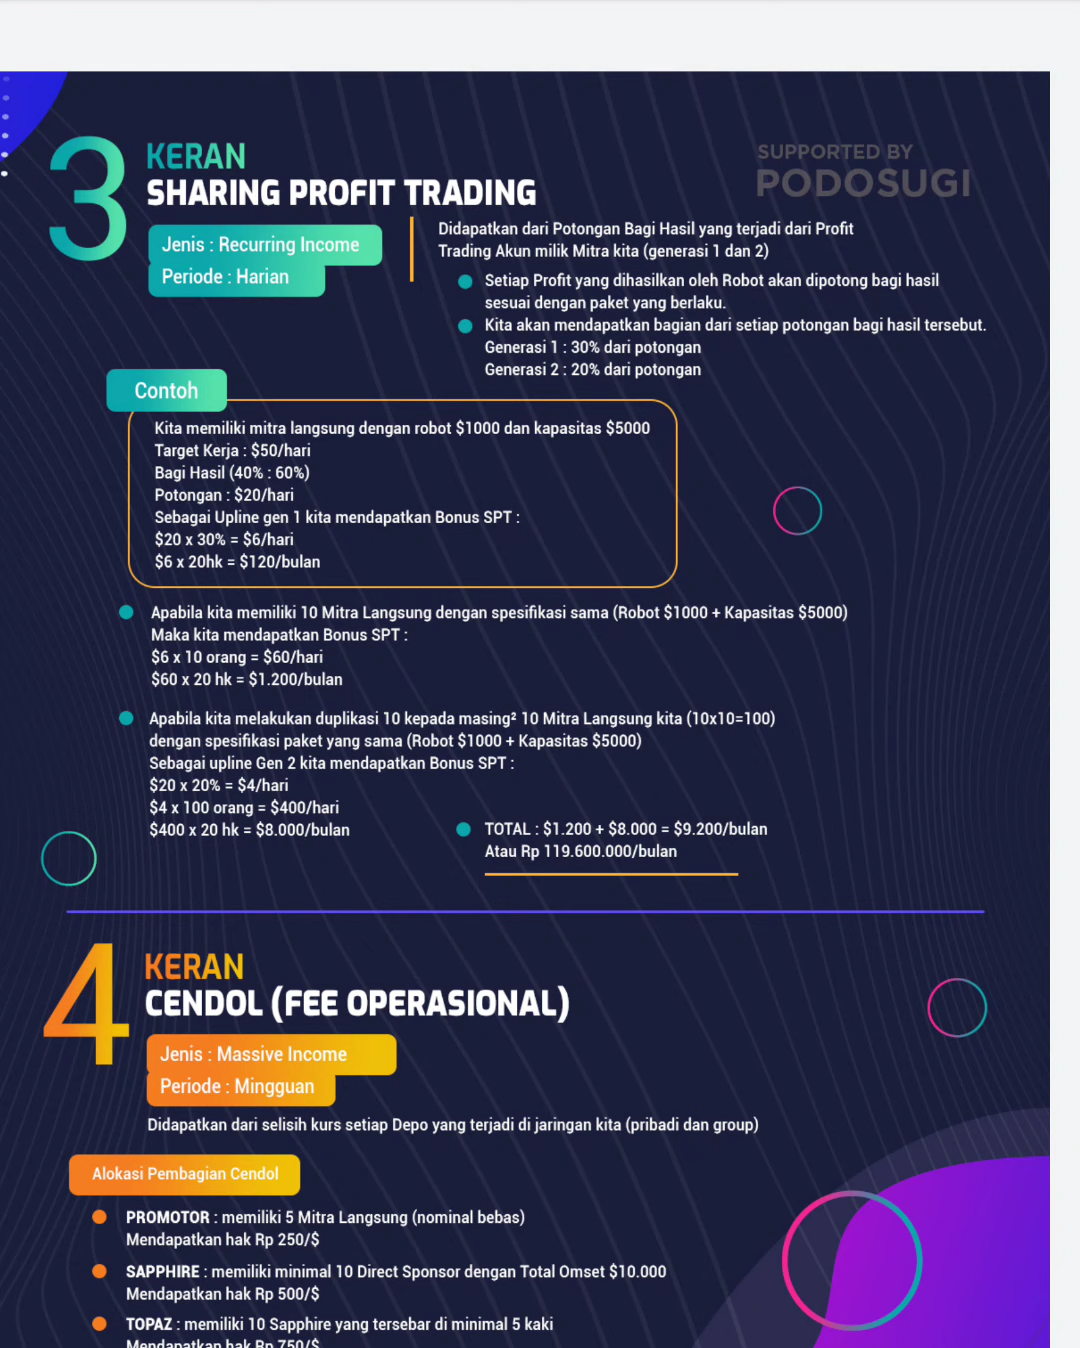 3
KERAN
SHARING PROFIT TRADING
SUPPORTED BY
PODOSUGI
Jenis : Recurring Income
Periode : Harian
Didapatkan dari Potongan Bagi Hasil yang terjadi dari Profit
Trading Akun milik Mitra kita (generasi 1 dan 2)
Setiap Profit yang dihasilkan oleh Robot akan dipotong bagi hasil
sesuai dengan paket yang berlaku.
Kita akan mendapatkan bagian dari setiap potongan bagi hasil tersebut.
Generasi 1 : 30% dari potongan
Generasi 2 : 20% dari potongan
Contoh
Kita memiliki mitra langsung dengan robot $1000 dan kapasitas $5000
Target Kerja : $50/hari
Bagi Hasil (40% : 60%)
Potongan : $20/hari
Sebagai Upline gen 1 kita mendapatkan Bonus SPT :
$20 x 30% = $6/hari
$6 x 20hk = $120/bulan
Apabila kita memiliki 10 Mitra Langsung dengan spesifikasi sama (Robot $1000 + Kapasitas $5000)
Maka kita mendapatkan Bonus SPT :
$6 x 10 orang = $60/hari
$60 x 20 hk = $1.200/bulan
Apabila kita melakukan duplikasi 10 kepada masing² 10 Mitra Langsung kita (10x10=100)
dengan spesifikasi paket yang sama (Robot $1000 + Kapasitas $5000)
Sebagai upline Gen 2 kita mendapatkan Bonus SPT :
$20 x 20% = $4/hari
$4 x 100 orang = $400/hari
$400 x 20 hk = $8.000/bulan
TOTAL : $1.200 + $8.000 = $9.200/bulan
Atau Rp 119.600.000/bulan
4
KERAN
CENDOL (FEE OPERASIONAL)
Jenis : Massive Income
Periode : Mingguan
Didapatkan dari selisih kurs setiap Depo yang terjadi di jaringan kita (pribadi dan group)
Alokasi Pembagian Cendol
PROMOTOR : memiliki 5 Mitra Langsung (nominal bebas)
Mendapatkan hak Rp 250/$
SAPPHIRE : memiliki minimal 10 Direct Sponsor dengan Total Omset $10.000
Mendapatkan hak Rp 500/$
TOPAZ : memiliki 10 Sapphire yang tersebar di minimal 5 kaki
Mendapatkan hak Rp 750/$